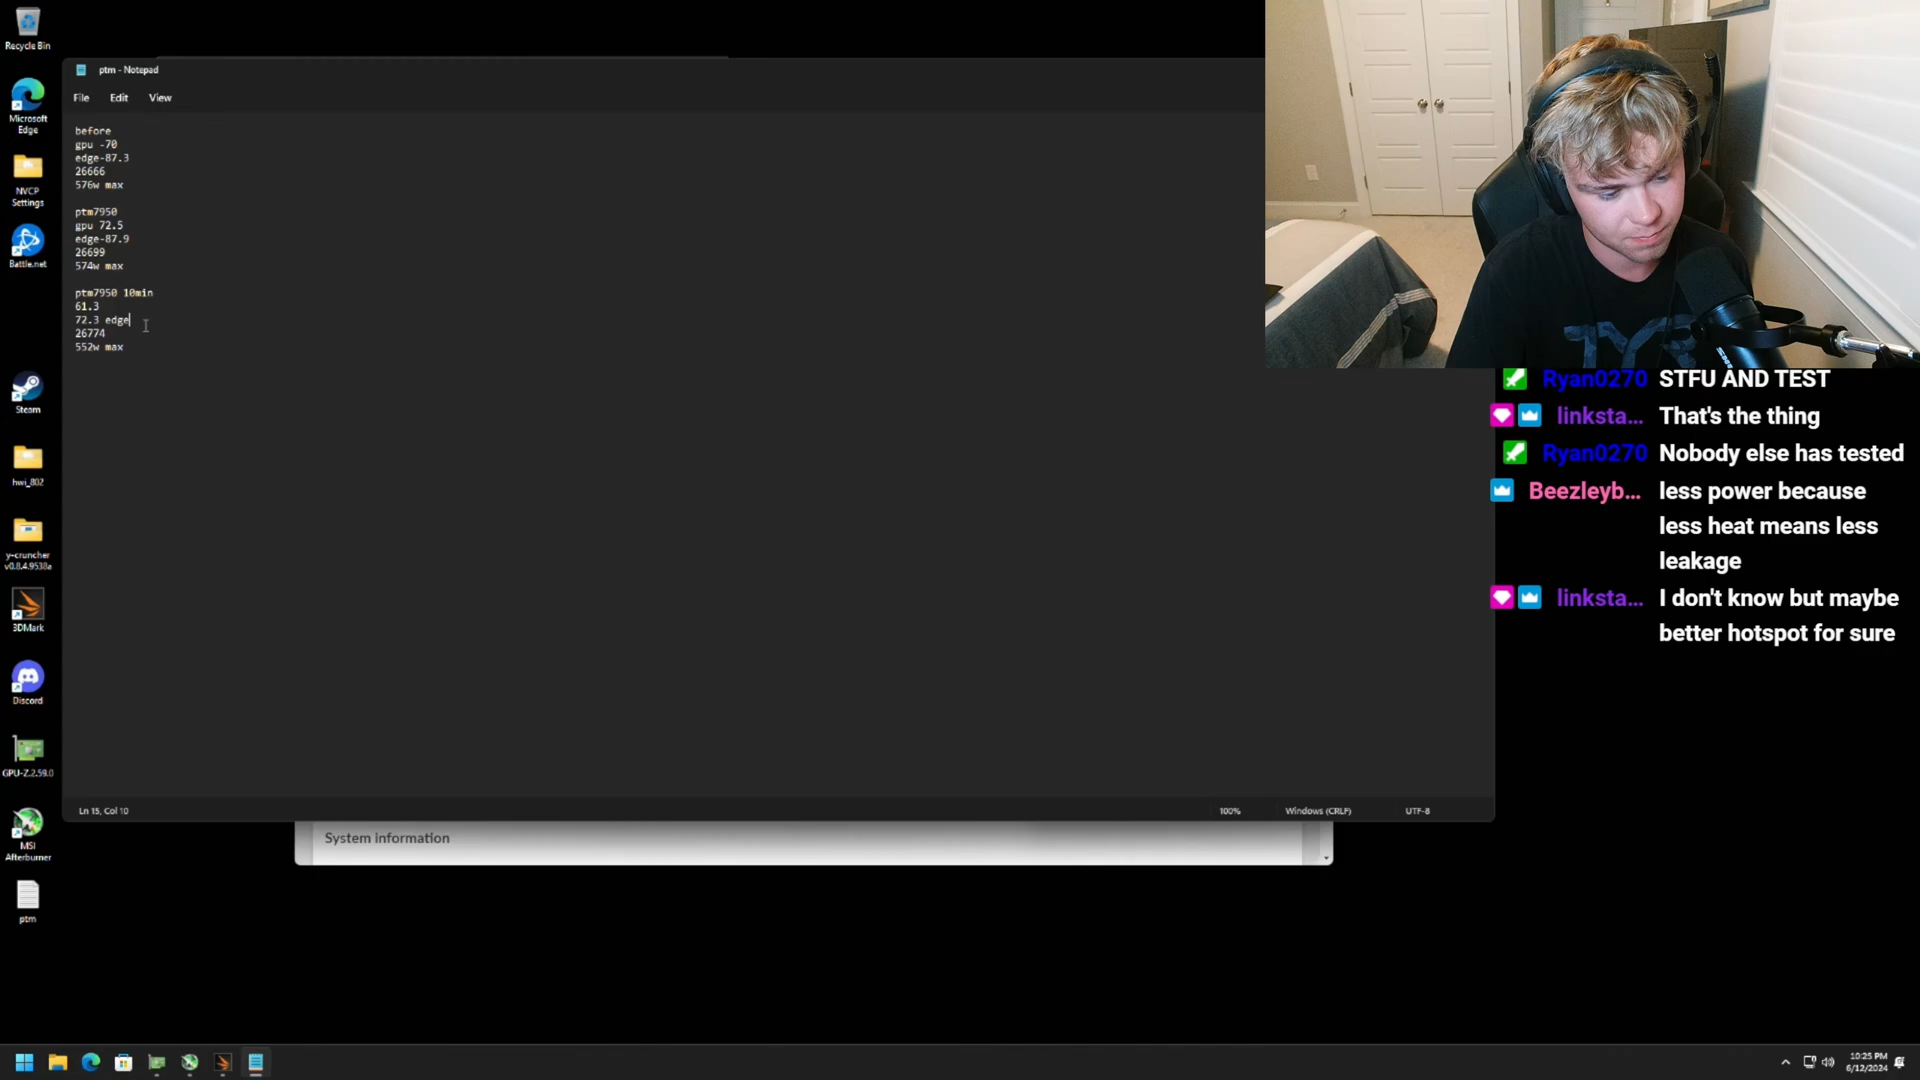 Recycle Bin
Microsoft
Edge
NVCP
Settings
Battle.net
Steam
hwi_802
y-cruncher
v0.8.4.9538a
3DMark
Discord
GPU-Z.2.59.0
MSI
Afterburner
ptm
ptm - Notepad
File Edit View
before
gpu -70
edge-87.3
26666
576w max
ptm7950
gpu 72.5
edge-87.9
26699
574w max
ptm7950 10min
61.3
72.3 edge
26774
552w max
Ln 15, Col 10
100%
Windows (CRLF)
UTF-8
System information
Ryan0270 STFU AND TEST
linksta... That's the thing
Ryan0270 Nobody else has tested
Beezleyb... less power because
less heat means less
leakage
linksta... I don't know but maybe
better hotspot for sure
10:25 PM
6/12/2024